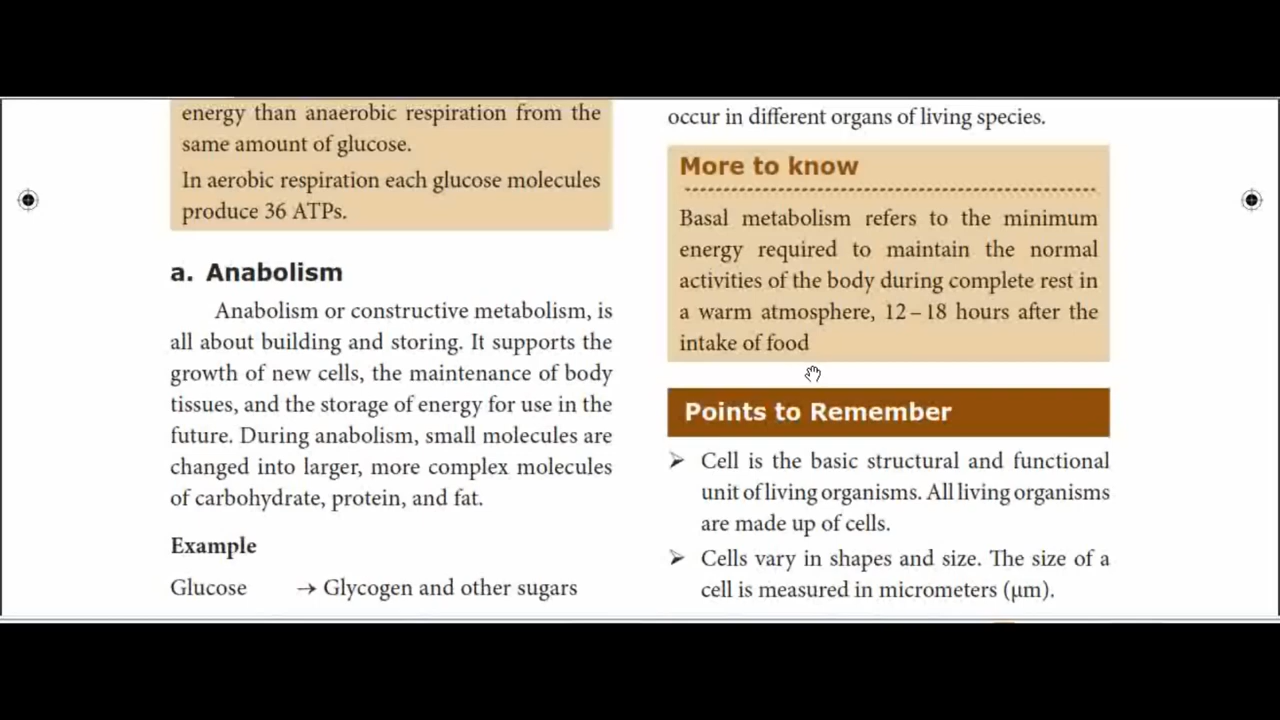 energy than anaerobic respiration from the
same amount of glucose.
In aerobic respiration each glucose molecules
produce 36 ATPs.
a. Anabolism
Anabolism or constructive metabolism, is
all about building and storing. It supports the
growth of new cells, the maintenance of body
tissues, and the storage of energy for use in the
future. During anabolism, small molecules are
changed into larger, more complex molecules
of carbohydrate, protein, and fat.
Example
Glucose → Glycogen and other sugars
occur in different organs of living species.
More to know
Basal metabolism refers to the minimum
energy required to maintain the normal
activities of the body during complete rest in
a warm atmosphere, 12 – 18 hours after the
intake of food
Points to Remember
➢ Cell is the basic structural and functional
unit of living organisms. All living organisms
are made up of cells.
➢ Cells vary in shapes and size. The size of a
cell is measured in micrometers (μm).